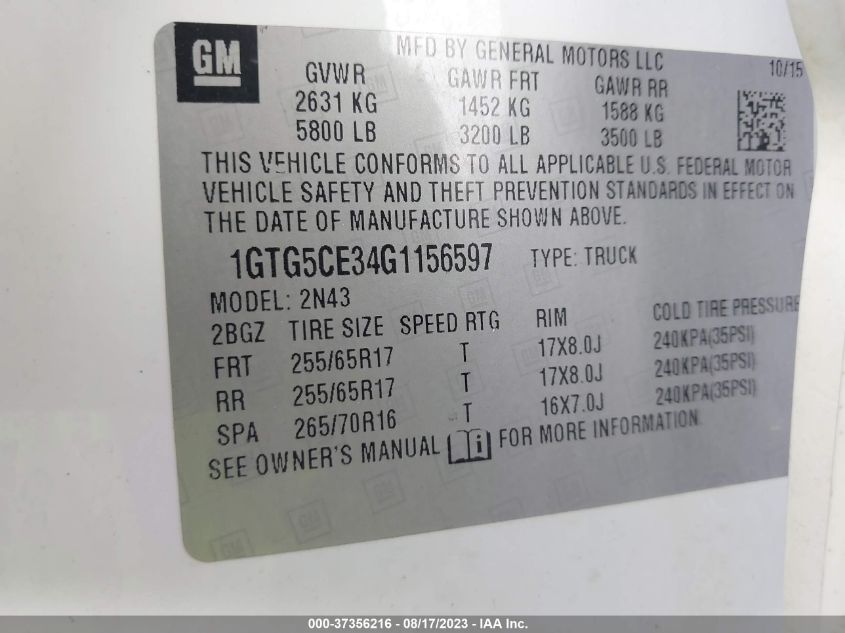 GM
MFD BY GENERAL MOTORS LLC
10/15
GVWR GAWR FRT GAWR RR
2631 KG 1452 KG 1588 KG
5800 LB 3200 LB 3500 LB
THIS VEHICLE CONFORMS TO ALL APPLICABLE U.S. FEDERAL MOTOR
VEHICLE SAFETY AND THEFT PREVENTION STANDARDS IN EFFECT ON
THE DATE OF MANUFACTURE SHOWN ABOVE.
1GTG5CE34G1156597 TYPE: TRUCK
MODEL: 2N43
2BGZ TIRE SIZE SPEED RTG RIM COLD TIRE PRESSURE
FRT 255/65R17 T 17X8.0J 240KPA(35PSI)
RR 255/65R17 T 17X8.0J 240KPA(35PSI)
SPA 265/70R16 T 16X7.0J 240KPA(35PSI)
SEE OWNER'S MANUAL FOR MORE INFORMATION
000-37356216 - 08/17/2023 - IAA Inc.